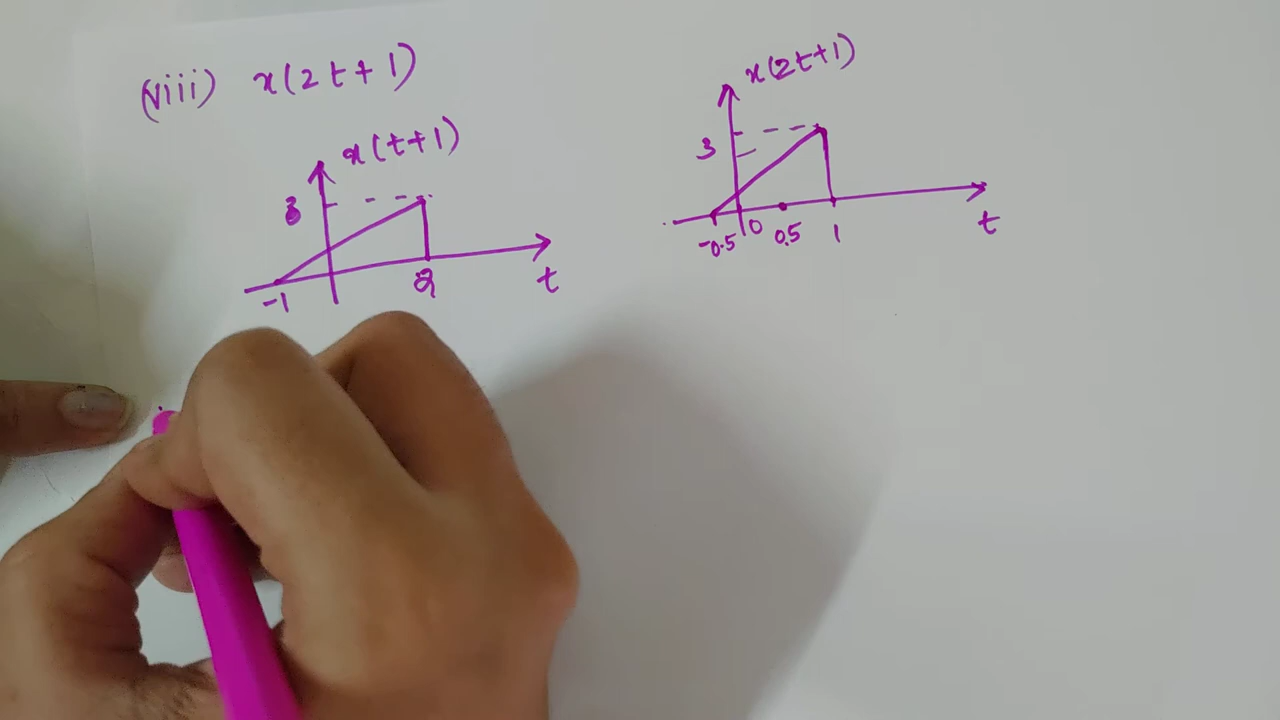 (viii) x(2t+1)
x(t+1)
3
-1
2
t
x(2t+1)
3
-0.5
0
0.5
1
t